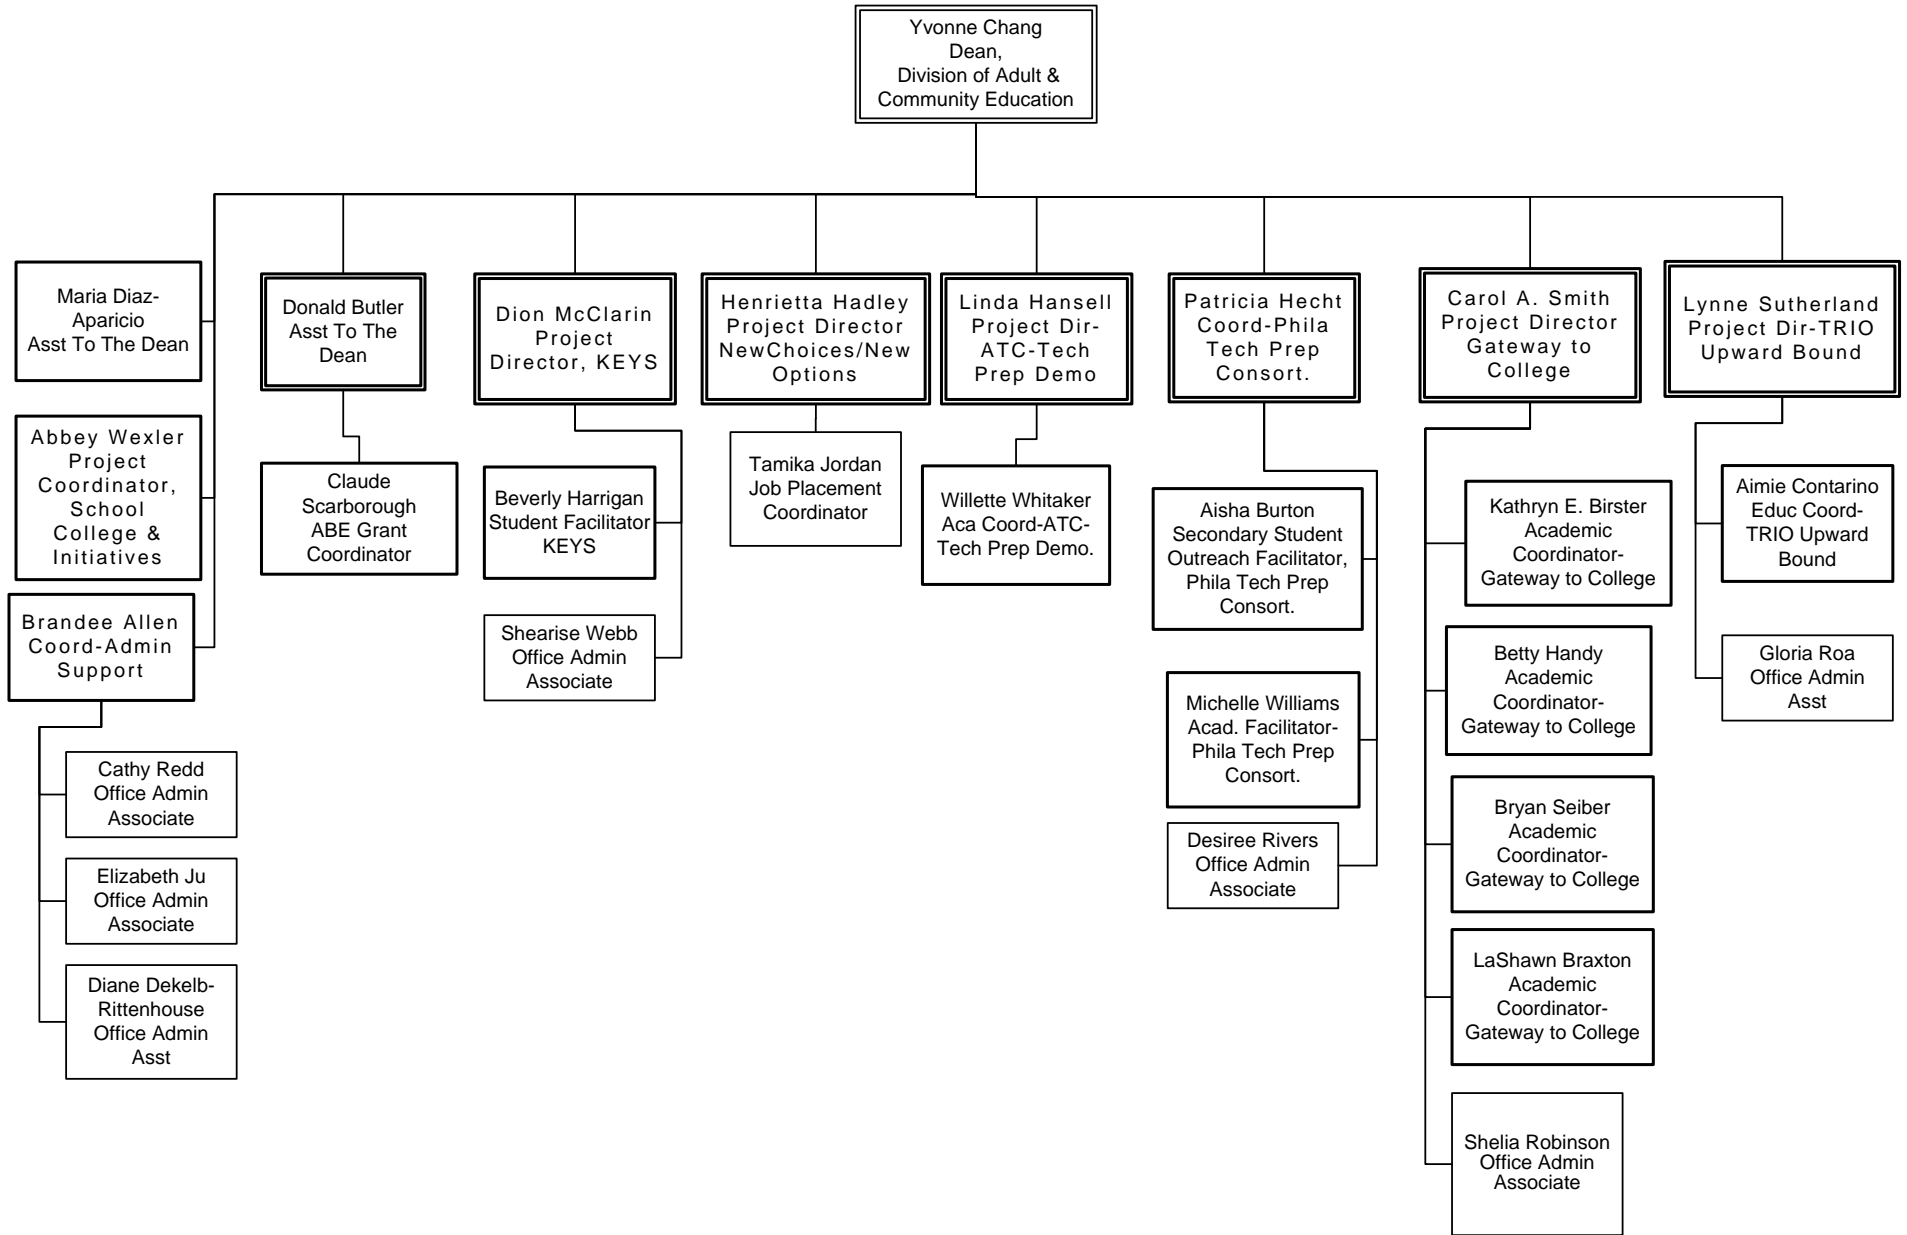 Yvonne Chang
Dean,
Division of Adult &
Community Education
Maria Diaz-
Aparicio
Asst To The Dean
Abbey Wexler
Project
Coordinator,
School
College &
Initiatives
Brandee Allen
Coord-Admin
Support
Cathy Redd
Office Admin
Associate
Elizabeth Ju
Office Admin
Associate
Diane Dekelb-
Rittenhouse
Office Admin
Asst
Donald Butler
Asst To The
Dean
Claude
Scarborough
ABE Grant
Coordinator
Dion McClarin
Project
Director, KEYS
Beverly Harrigan
Student Facilitator
KEYS
Shearise Webb
Office Admin
Associate
Henrietta Hadley
Project Director
NewChoices/New
Options
Tamika Jordan
Job Placement
Coordinator
Linda Hansell
Project Dir-
ATC-Tech
Prep Demo
Willette Whitaker
Aca Coord-ATC-
Tech Prep Demo.
Patricia Hecht
Coord-Phila
Tech Prep
Consort.
Aisha Burton
Secondary Student
Outreach Facilitator,
Phila Tech Prep
Consort.
Michelle Williams
Acad. Facilitator-
Phila Tech Prep
Consort.
Desiree Rivers
Office Admin
Associate
Carol A. Smith
Project Director
Gateway to
College
Kathryn E. Birster
Academic
Coordinator-
Gateway to College
Betty Handy
Academic
Coordinator-
Gateway to College
Bryan Seiber
Academic
Coordinator-
Gateway to College
LaShawn Braxton
Academic
Coordinator-
Gateway to College
Shelia Robinson
Office Admin
Associate
Lynne Sutherland
Project Dir-TRIO
Upward Bound
Aimie Contarino
Educ Coord-
TRIO Upward
Bound
Gloria Roa
Office Admin
Asst